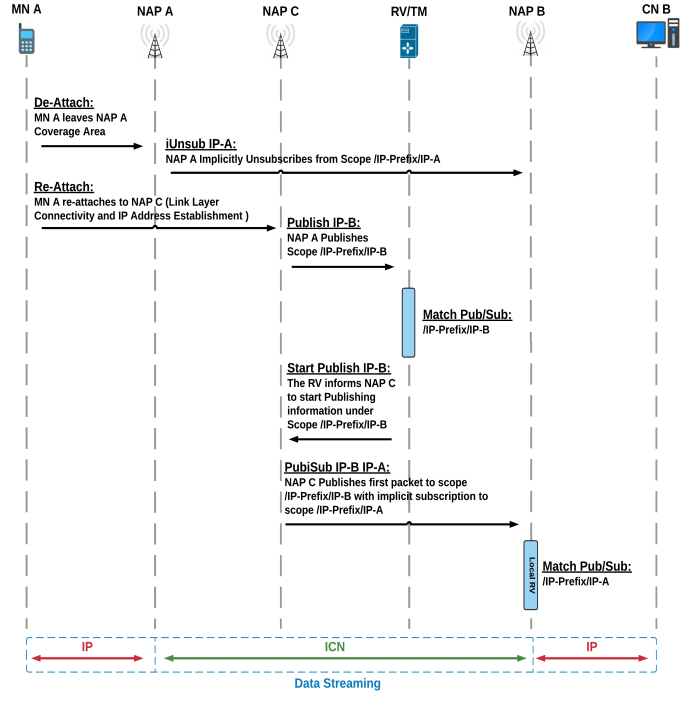 MN A
NAP A
NAP C
RV/TM
NAP B
CN B
De-Attach:
MN A leaves NAP A
Coverage Area
iUnsub IP-A:
NAP A Implicitly Unsubscribes from Scope /IP-Prefix/IP-A
Re-Attach:
MN A re-attaches to NAP C (Link Layer
Connectivity and IP Address Establishment )
Publish IP-B:
NAP A Publishes
Scope /IP-Prefix/IP-B
Match Pub/Sub:
/IP-Prefix/IP-B
Start Publish IP-B:
The RV informs NAP C
to start Publishing
information under
Scope /IP-Prefix/IP-B
PubiSub IP-B IP-A:
NAP C Publishes first packet to scope
/IP-Prefix/IP-B with implicit subscription to
scope /IP-Prefix/IP-A
Local RV
Match Pub/Sub:
/IP-Prefix/IP-A
IP
ICN
IP
Data Streaming